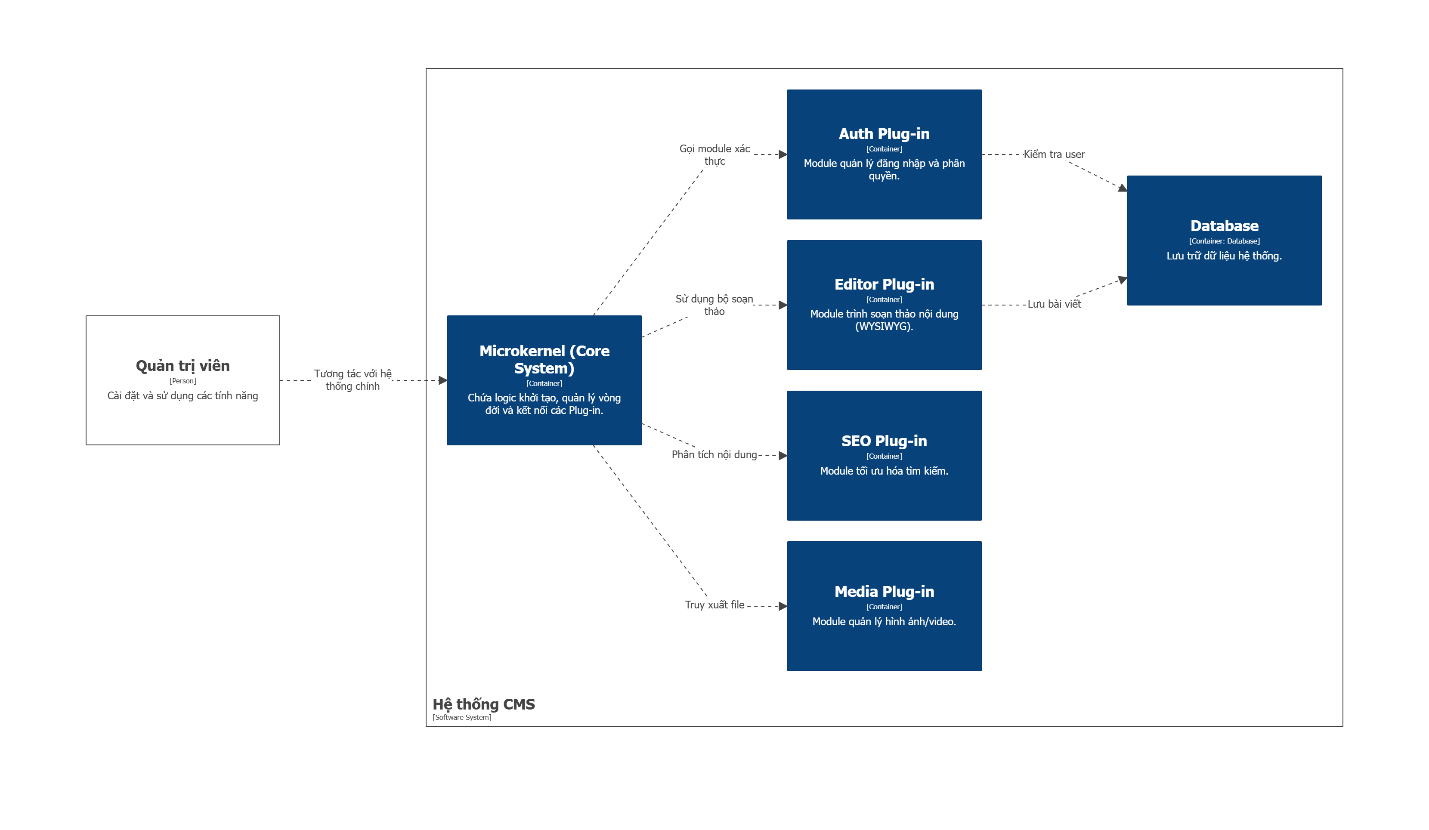 Quản trị viên
[Person]
Cài đặt và sử dụng các tính năng
Tương tác với hệ
thống chính
Microkernel (Core
System)
[Container]
Chứa logic khởi tạo, quản lý vòng
đời và kết nối các Plug-in.
Gọi module xác
thực
Sử dụng bộ soạn
thảo
Phân tích nội dung
Truy xuất file
Auth Plug-in
[Container]
Module quản lý đăng nhập và phân
quyền.
Editor Plug-in
[Container]
Module trình soạn thảo nội dung
(WYSIWYG).
SEO Plug-in
[Container]
Module tối ưu hóa tìm kiếm.
Media Plug-in
[Container]
Module quản lý hình ảnh/video.
Kiểm tra user
Lưu bài viết
Database
[Container: Database]
Lưu trữ dữ liệu hệ thống.
Hệ thống CMS
[Software System]